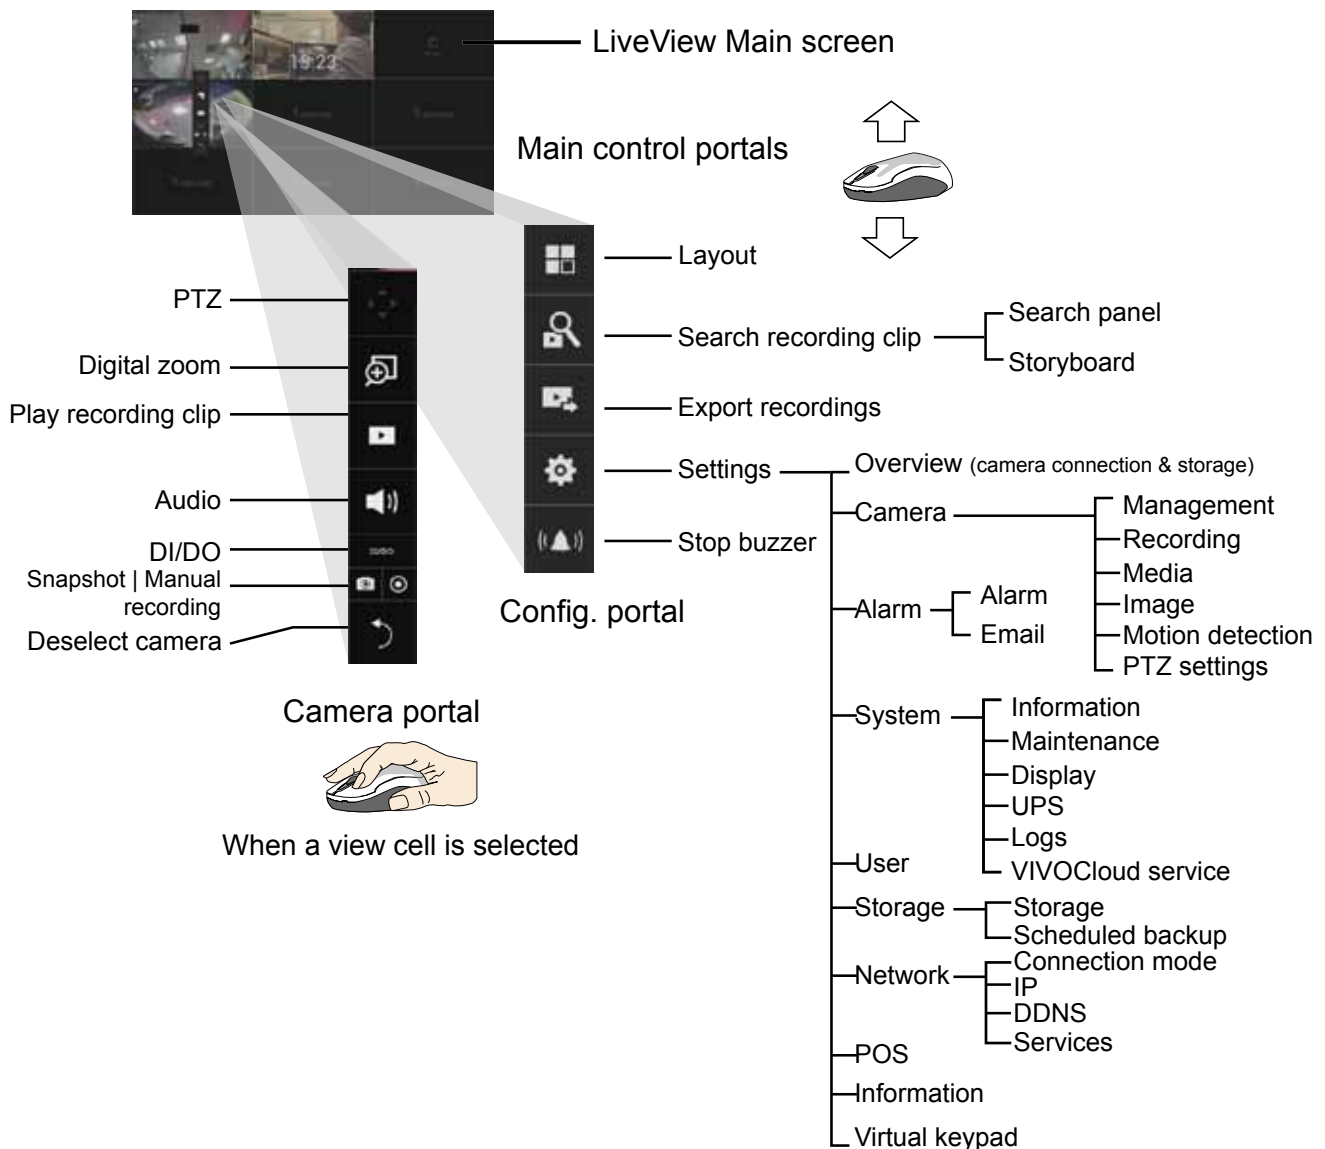 19:23
LiveView Main screen
Main control portals
Layout
Search recording clip
Search panel
Storyboard
Export recordings
Settings
Stop buzzer
Config. portal
PTZ
Digital zoom
Play recording clip
Audio
DI/DO
Snapshot | Manual
recording
Deselect camera
Camera portal
When a view cell is selected
Overview (camera connection & storage)
Camera
Management
Recording
Media
Image
Motion detection
PTZ settings
Alarm
Alarm
Email
System
Information
Maintenance
Display
UPS
Logs
VIVOCloud service
User
Storage
Storage
Scheduled backup
Network
Connection mode
IP
DDNS
Services
POS
Information
Virtual keypad